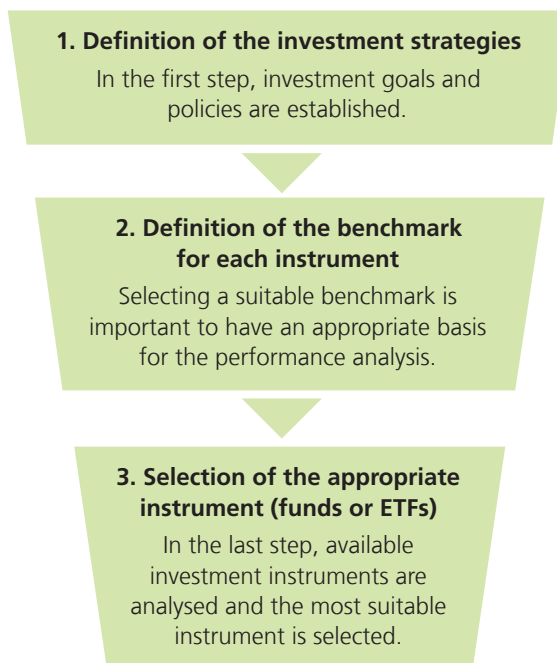 1. Definition of the investment strategies
In the first step, investment goals and
policies are established.
2. Definition of the benchmark
for each instrument
Selecting a suitable benchmark is
important to have an appropriate basis
for the performance analysis.
3. Selection of the appropriate
instrument (funds or ETFs)
In the last step, available
investment instruments are
analysed and the most suitable
instrument is selected.